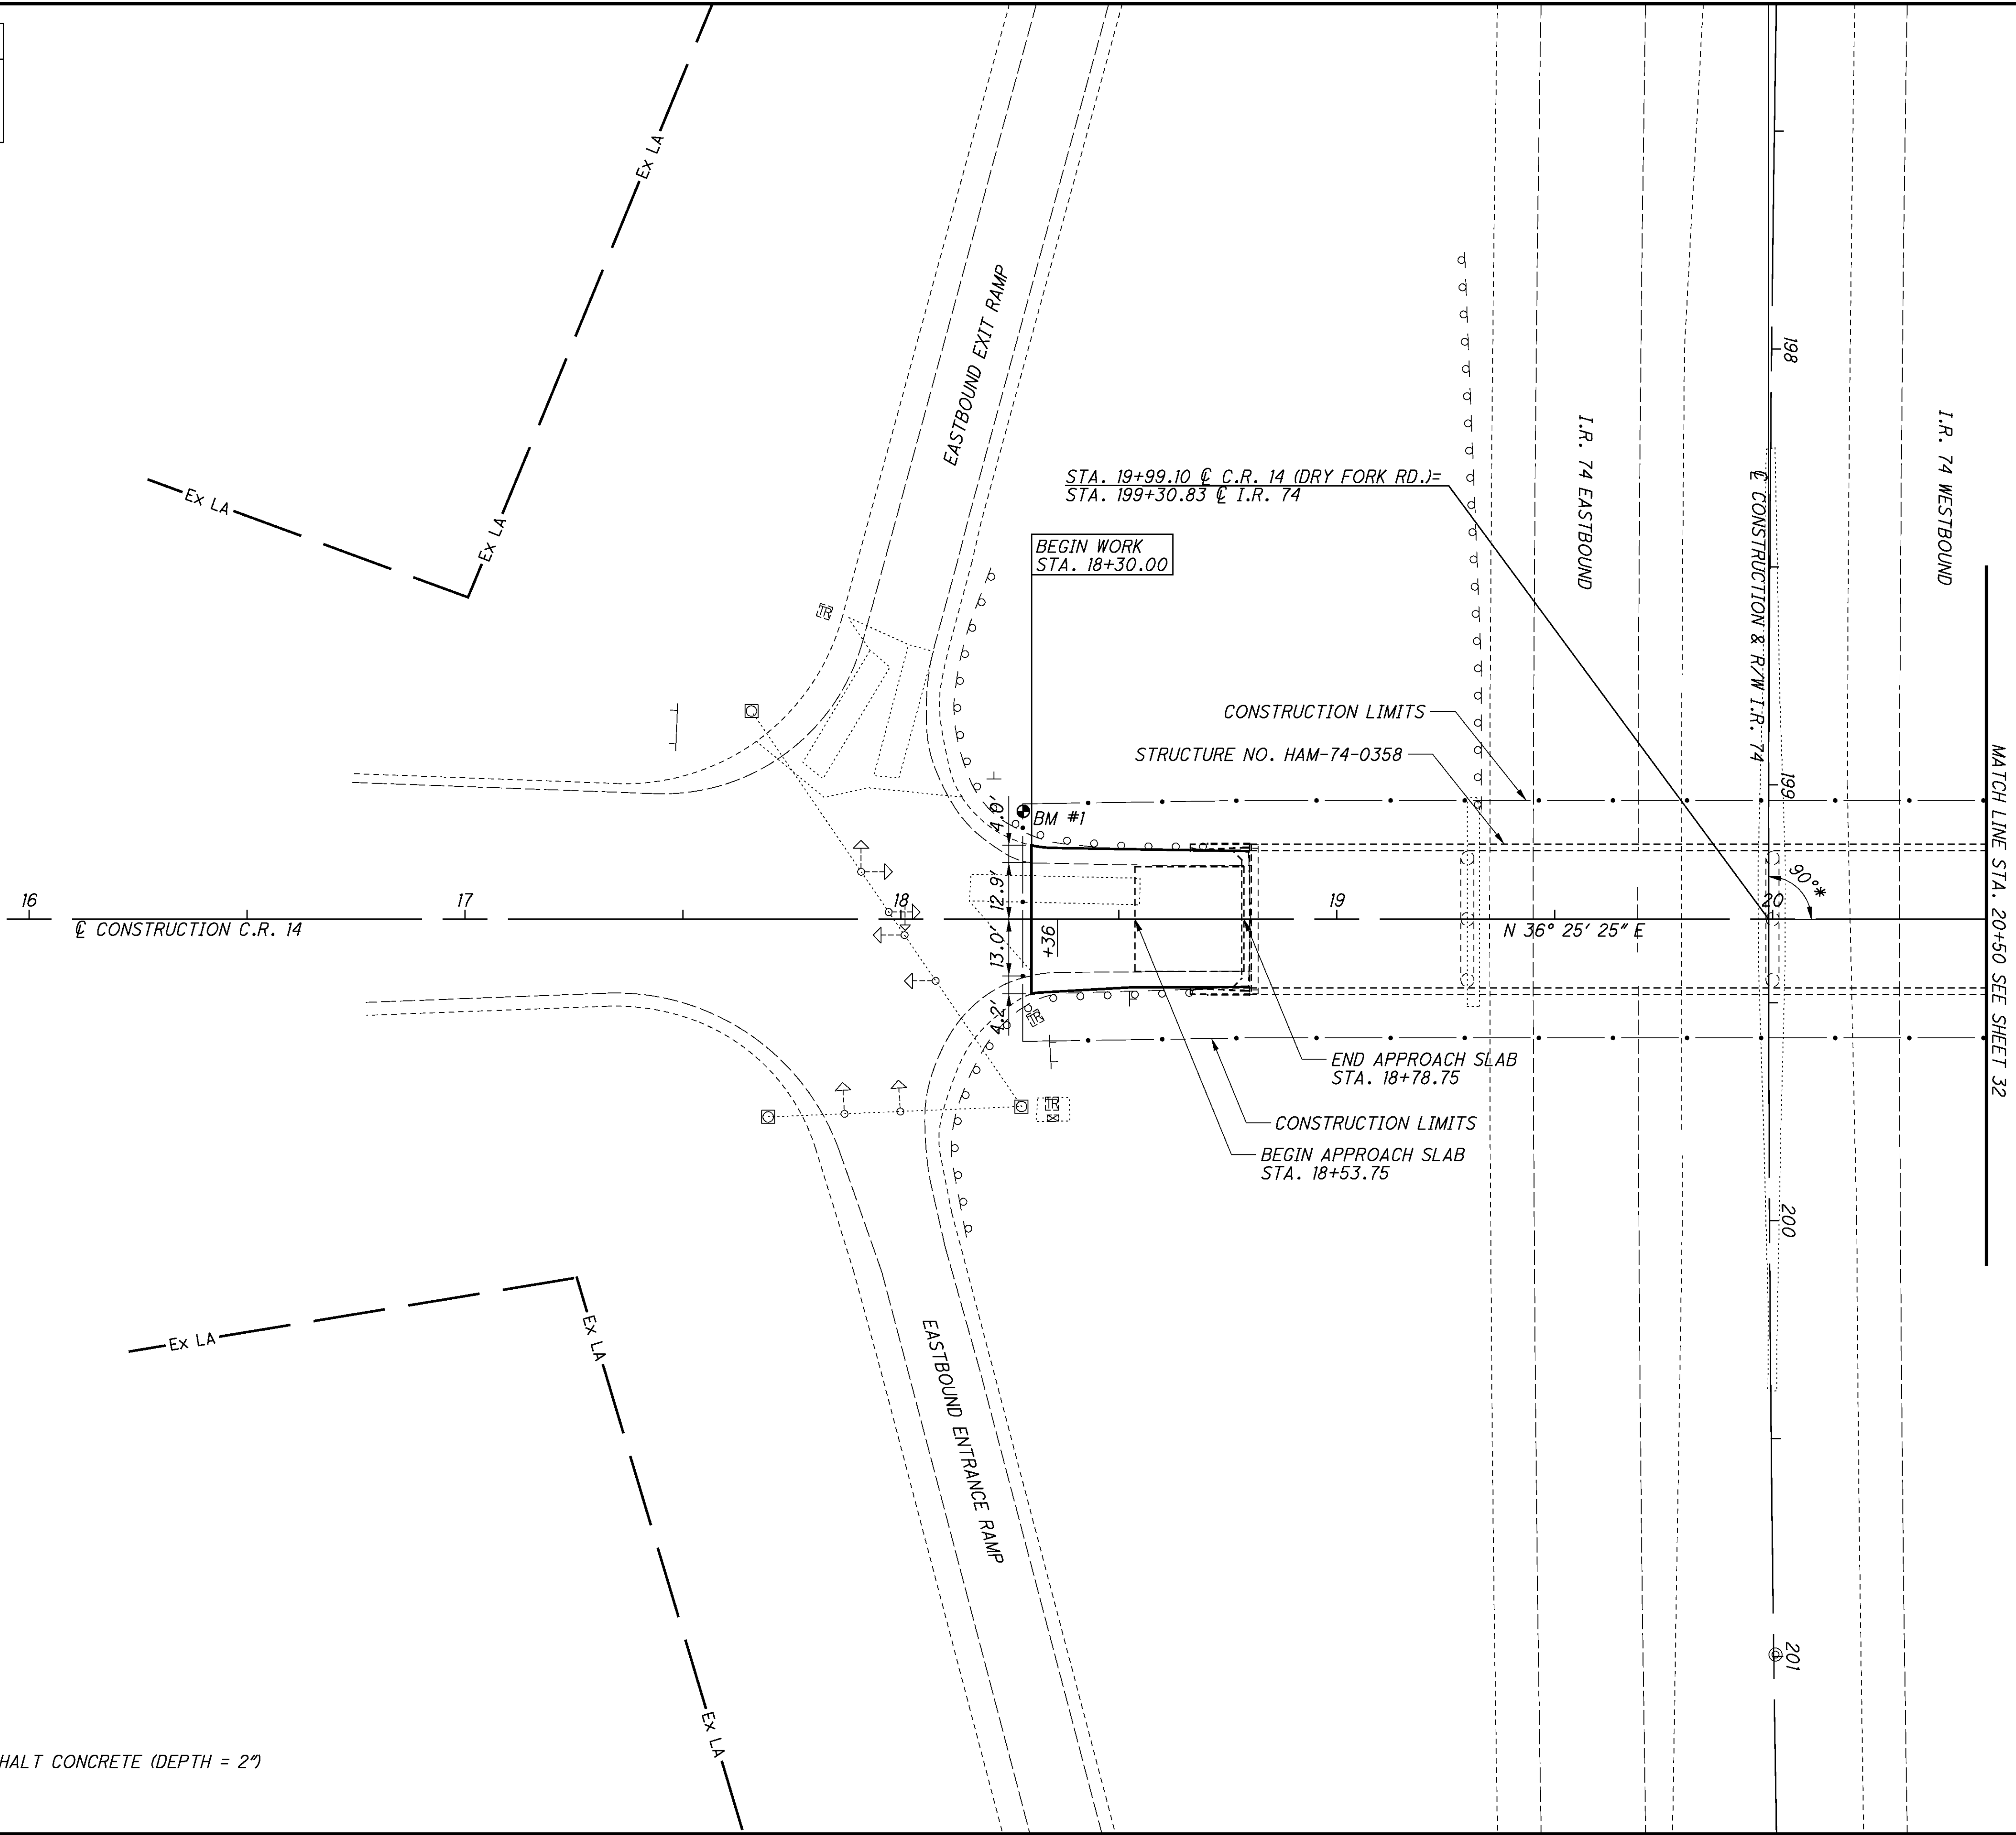 Ex LA
Ex LA
Ex LA
EASTBOUND EXIT RAMP
198
I.R. 74 EASTBOUND
I.R. 74 WESTBOUND
℄ CONSTRUCTION & R/W I.R. 74
STA. 19+99.10 ℄ C.R. 14 (DRY FORK RD.)=
STA. 199+30.83 ℄ I.R. 74
BEGIN WORK
STA. 18+30.00
TR
CONSTRUCTION LIMITS
STRUCTURE NO. HAM-74-0358
199
MATCH LINE STA. 20+50 SEE SHEET 32
4.0'
BM #1
12.9'
90°*
16
17
18
19
20
℄ CONSTRUCTION C.R. 14
N 36° 25' 25" E
13.0'
+36
4.2'
TR
END APPROACH SLAB
STA. 18+78.75
TR
CONSTRUCTION LIMITS
BEGIN APPROACH SLAB
STA. 18+53.75
200
Ex LA
Ex LA
EASTBOUND ENTRANCE RAMP
201
Ex LA
HALT CONCRETE (DEPTH = 2")